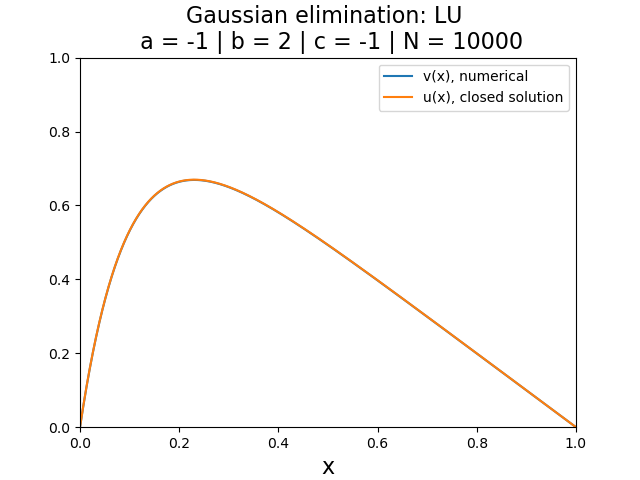 Gaussian elimination: LU
a = -1 | b = 2 | c = -1 | N = 10000
v(x), numerical
u(x), closed solution
1.0
0.8
0.6
0.4
0.2
0.0
0.0 0.2 0.4 0.6 0.8 1.0
x